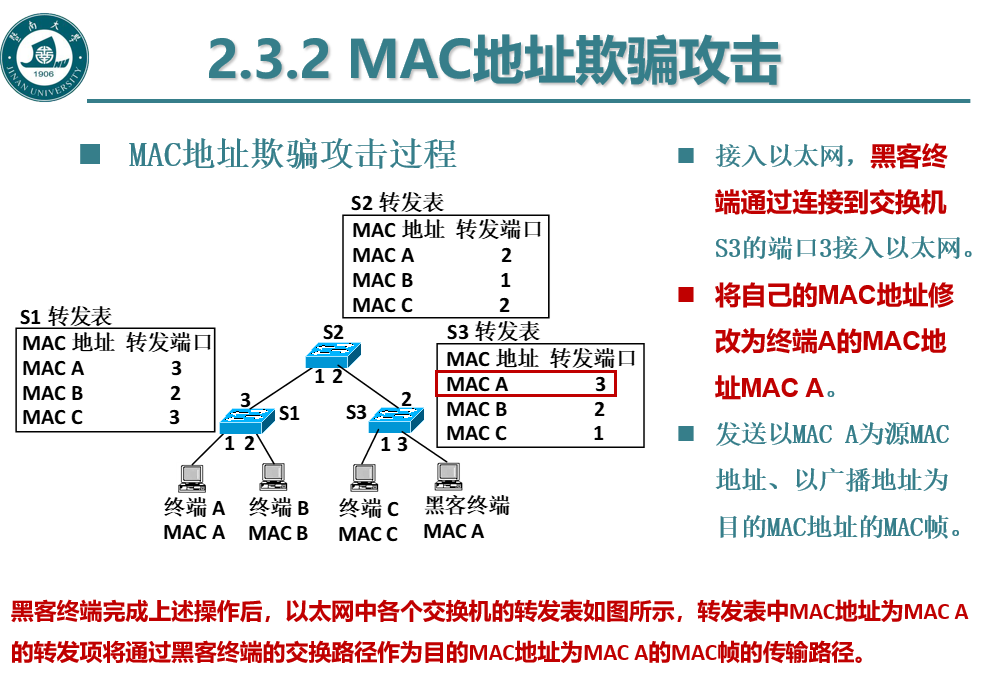 暨南大学
1906
JINAN UNIVERSITY
2.3.2 MAC地址欺骗攻击
■ MAC地址欺骗攻击过程
S2 转发表
MAC 地址 转发端口
MAC A 2
MAC B 1
MAC C 2
S1 转发表
MAC 地址 转发端口
MAC A 3
MAC B 2
MAC C 3
S3 转发表
MAC 地址 转发端口
MAC A 3
MAC B 2
MAC C 1
S2
1 2
3
S1
1 2
S3
2
1 3
终端 A
MAC A
终端 B
MAC B
终端 C
MAC C
黑客终端
MAC A
■ 接入以太网，黑客终
端通过连接到交换机
S3的端口3接入以太网。
■ 将自己的MAC地址修
改为终端A的MAC地
址MAC A。
■ 发送以MAC A为源MAC
地址、以广播地址为
目的MAC地址的MAC帧。
黑客终端完成上述操作后，以太网中各个交换机的转发表如图所示，转发表中MAC地址为MAC A
的转发项将通过黑客终端的交换路径作为目的MAC地址为MAC A的MAC帧的传输路径。